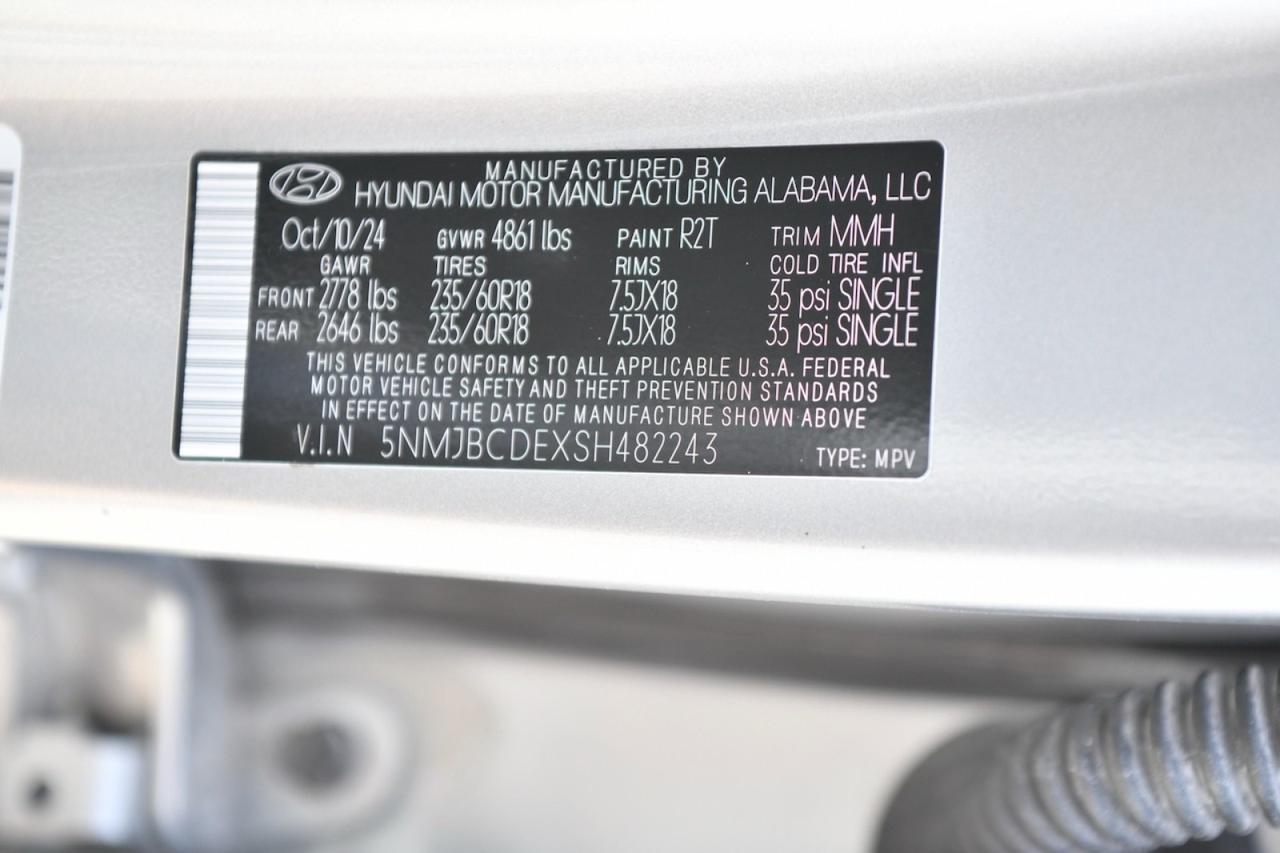 MANUFACTURED BY
HYUNDAI MOTOR MANUFACTURING ALABAMA, LLC
Oct/10/24 GVWR 4861 lbs PAINT R2T TRIM MMH
GAWR TIRES RIMS COLD TIRE INFL
FRONT 2778 lbs 235/60R18 7.5JX18 35 psi SINGLE
REAR 2646 lbs 235/60R18 7.5JX18 35 psi SINGLE
THIS VEHICLE CONFORMS TO ALL APPLICABLE U.S.A. FEDERAL
MOTOR VEHICLE SAFETY AND THEFT PREVENTION STANDARDS
IN EFFECT ON THE DATE OF MANUFACTURE SHOWN ABOVE
V.I.N 5NMJBCDEXSH482243 TYPE: MPV